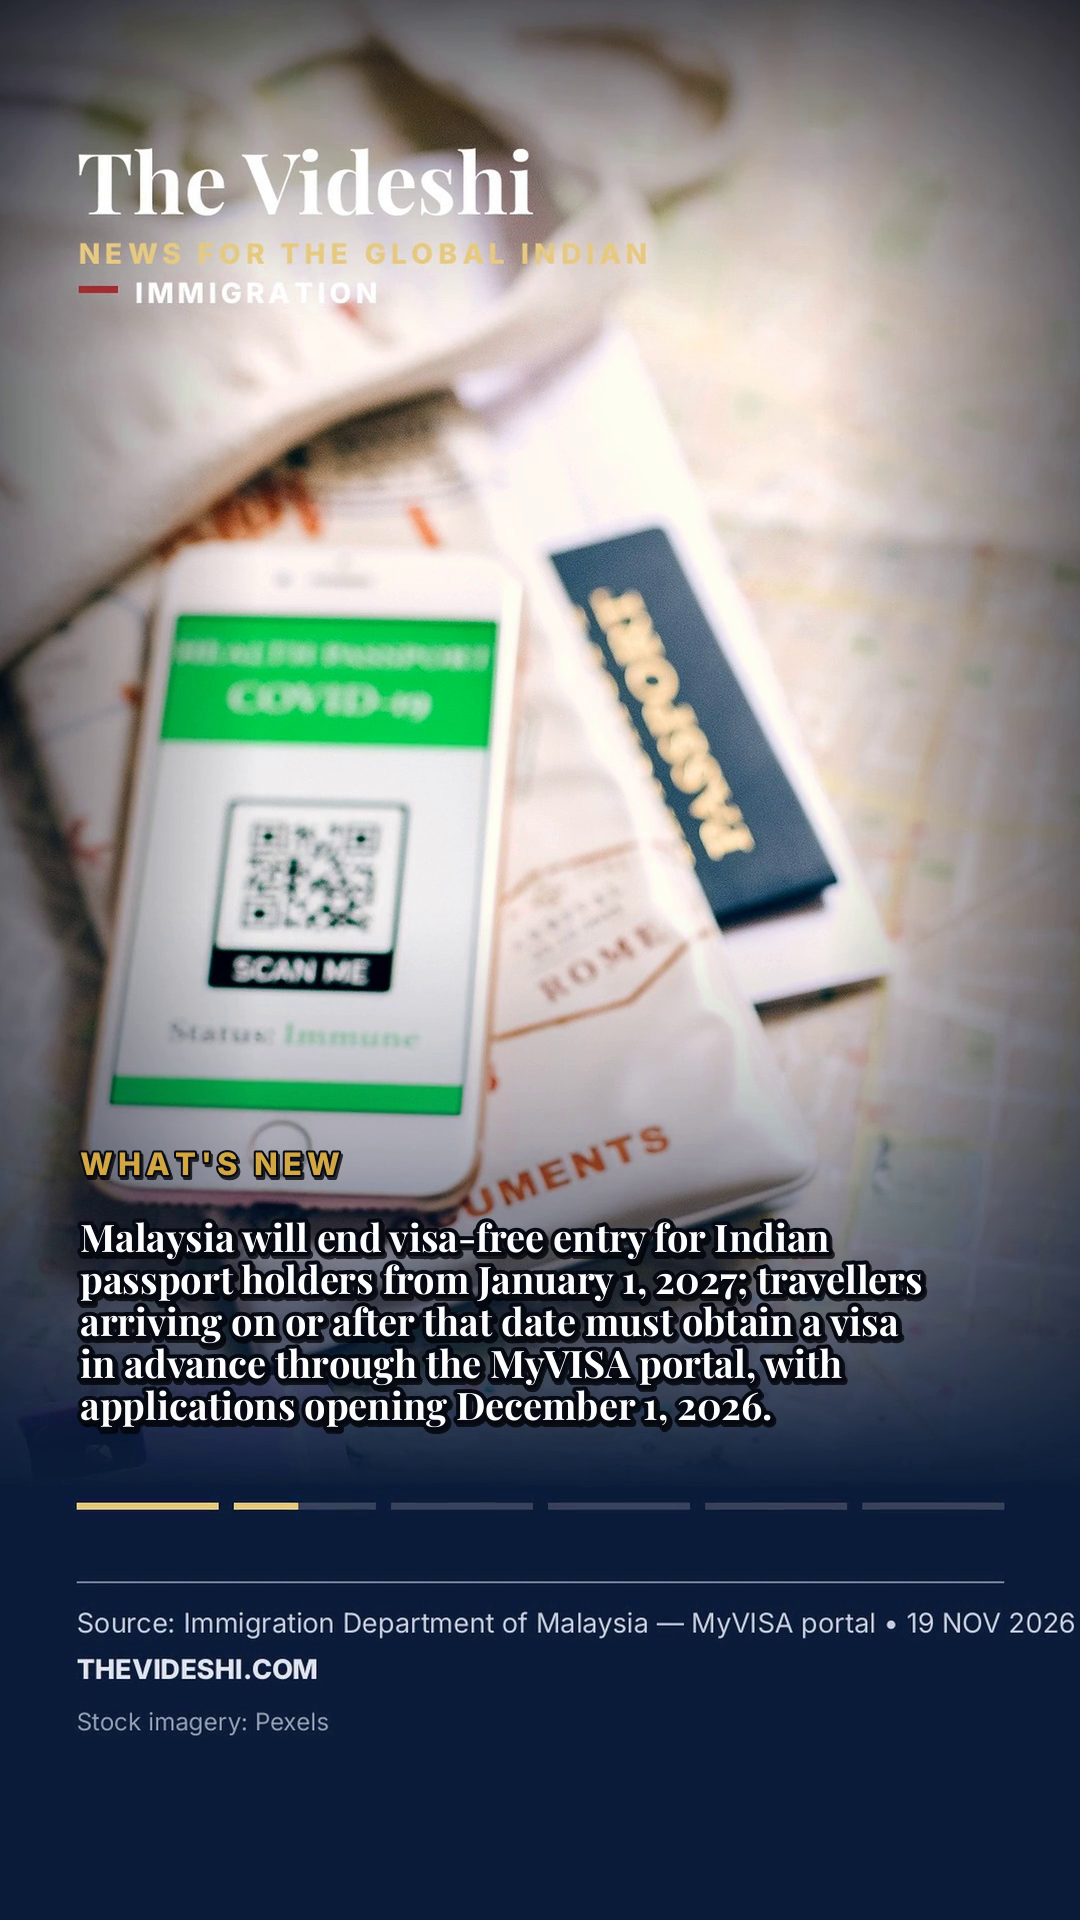 The Videshi
NEWS FOR THE GLOBAL INDIAN
IMMIGRATION
HEALTH PASSPORT
COVID-19
PASSPORT
SCAN ME
ROME
Status: Immune
UMENTS
WHAT'S NEW
Malaysia will end visa-free entry for Indian
passport holders from January 1, 2027; travellers
arriving on or after that date must obtain a visa
in advance through the MyVISA portal, with
applications opening December 1, 2026.
Source: Immigration Department of Malaysia — MyVISA portal • 19 NOV 2026
THEVIDESHI.COM
Stock imagery: Pexels